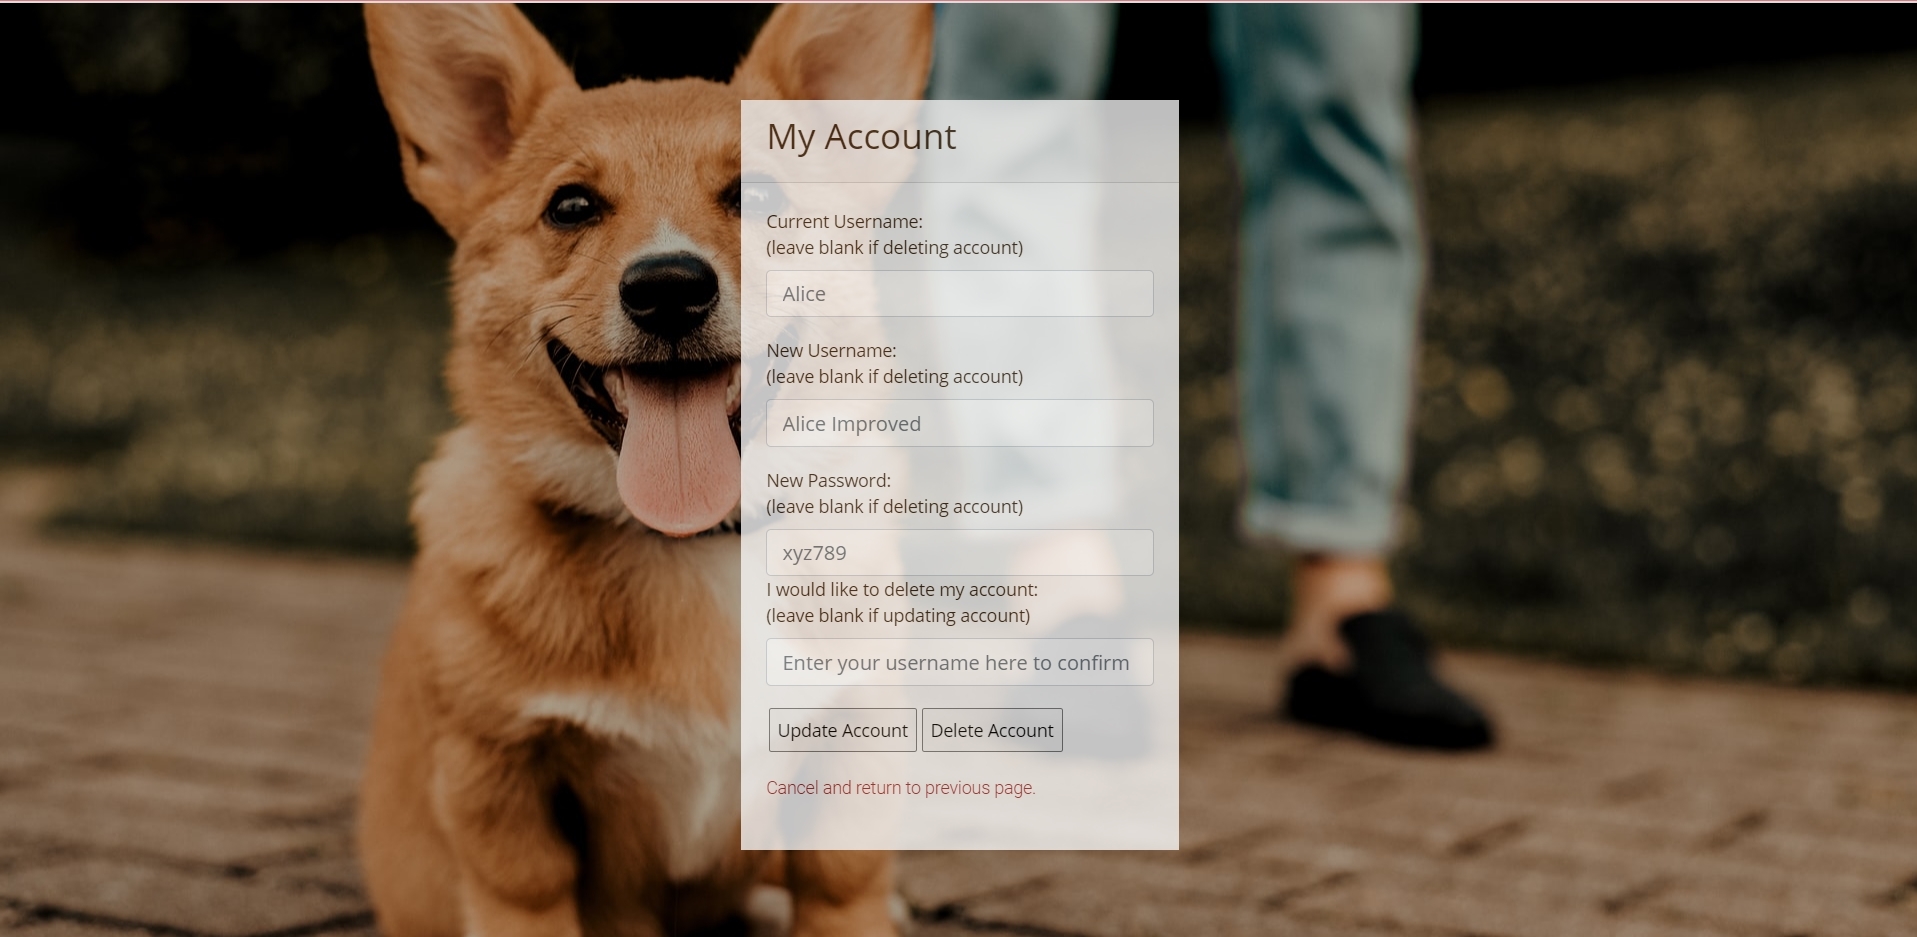 My Account
Current Username:
(leave blank if deleting account)
Alice
New Username:
(leave blank if deleting account)
Alice Improved
New Password:
(leave blank if deleting account)
xyz789
I would like to delete my account:
(leave blank if updating account)
Enter your username here to confirm
Update Account Delete Account
Cancel and return to previous page.